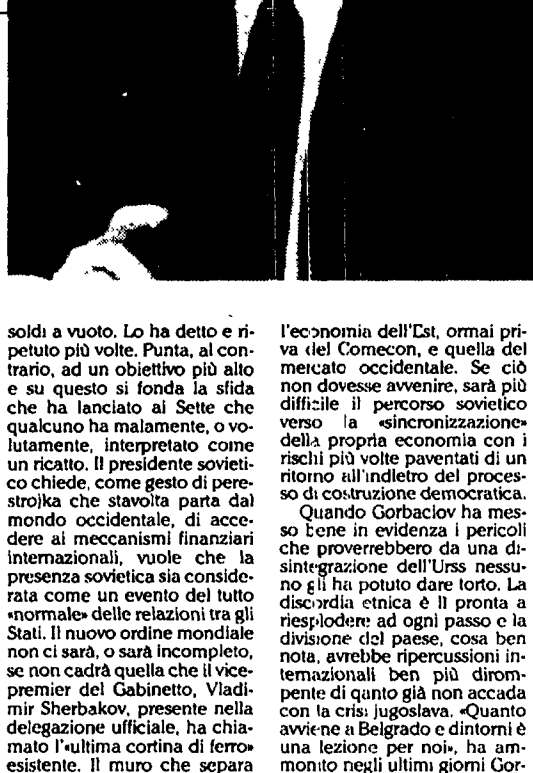 soldi a vuoto. Lo ha detto e ri-
petuto più volte. Punta, al con-
trario, ad un obiettivo più alto
e su questo si fonda la sfida
che ha lanciato ai Sette che
qualcuno ha malamente, o vo-
lutamente, interpretato come
un ricatto. Il presidente sovieti-
co chiede, come gesto di pere-
strojka che stavolta parta dal
mondo occidentale, di acce-
dere ai meccanismi finanziari
internazionali, vuole che la
presenza sovietica sia conside-
rata come un evento del tutto
«normale» delle relazioni tra gli
Stati. Il nuovo ordine mondiale
non ci sarà, o sarà incompleto,
se non cadrà quella che il vice-
premier del Gabinetto, Vladi-
mir Sherbakov, presente nella
delegazione ufficiale, ha chia-
mato l'«ultima cortina di ferro»
esistente. Il muro che separa
l'economia dell'Est, ormai pri-
va del Comecon, e quella del
mercato occidentale. Se ciò
non dovesse avvenire, sarà più
difficile il percorso sovietico
verso la «sincronizzazione»
della propria economia con i
rischi più volte paventati di un
ritorno all'indietro del proces-
so di costruzione democratica.
Quando Gorbaciov ha mes-
so bene in evidenza i pericoli
che proverrebbero da una di-
sintegrazione dell'Urss nessu-
no gli ha potuto dare torto. La
discordia etnica è lì pronta a
riesplodere ad ogni passo e la
divisione del paese, cosa ben
nota, avrebbe ripercussioni in-
ternazionali ben più dirom-
pente di qanto già non accada
con la crisi jugoslava. «Quanto
avviene a Belgrado e dintorni è
una lezione per noi», ha am-
monito negli ultimi giorni Gor-